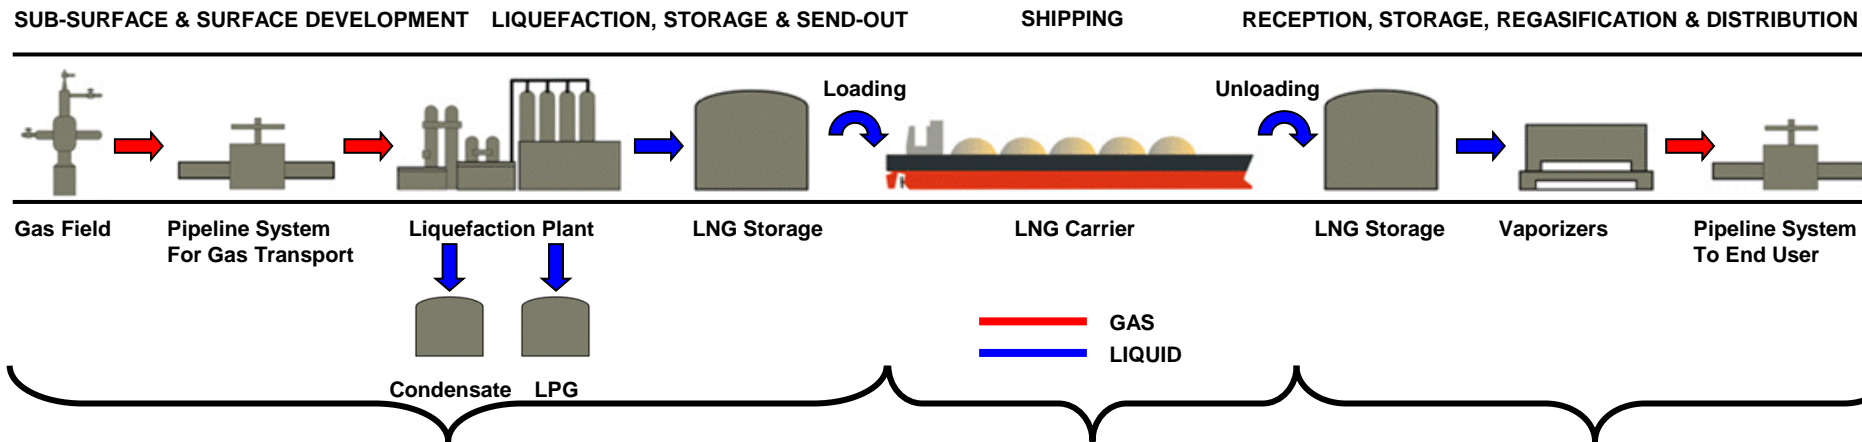 SUB-SURFACE & SURFACE DEVELOPMENT
LIQUEFACTION, STORAGE & SEND-OUT
SHIPPING
RECEPTION, STORAGE, REGASIFICATION & DISTRIBUTION
Loading
Unloading
Gas Field
Pipeline System
For Gas Transport
Liquefaction Plant
LNG Storage
LNG Carrier
LNG Storage
Vaporizers
Pipeline System
To End User
Condensate
LPG
GAS
LIQUID